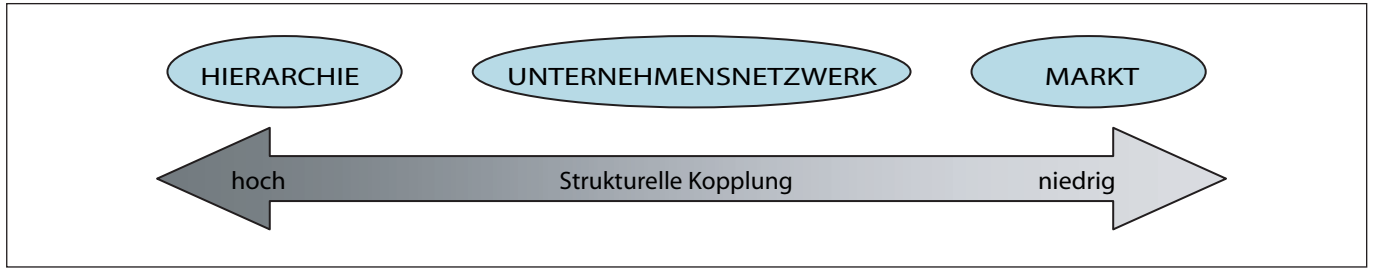 HIERARCHIE UNTERNEHMENSNETZWERK MARKT
hoch Strukturelle Kopplung niedrig